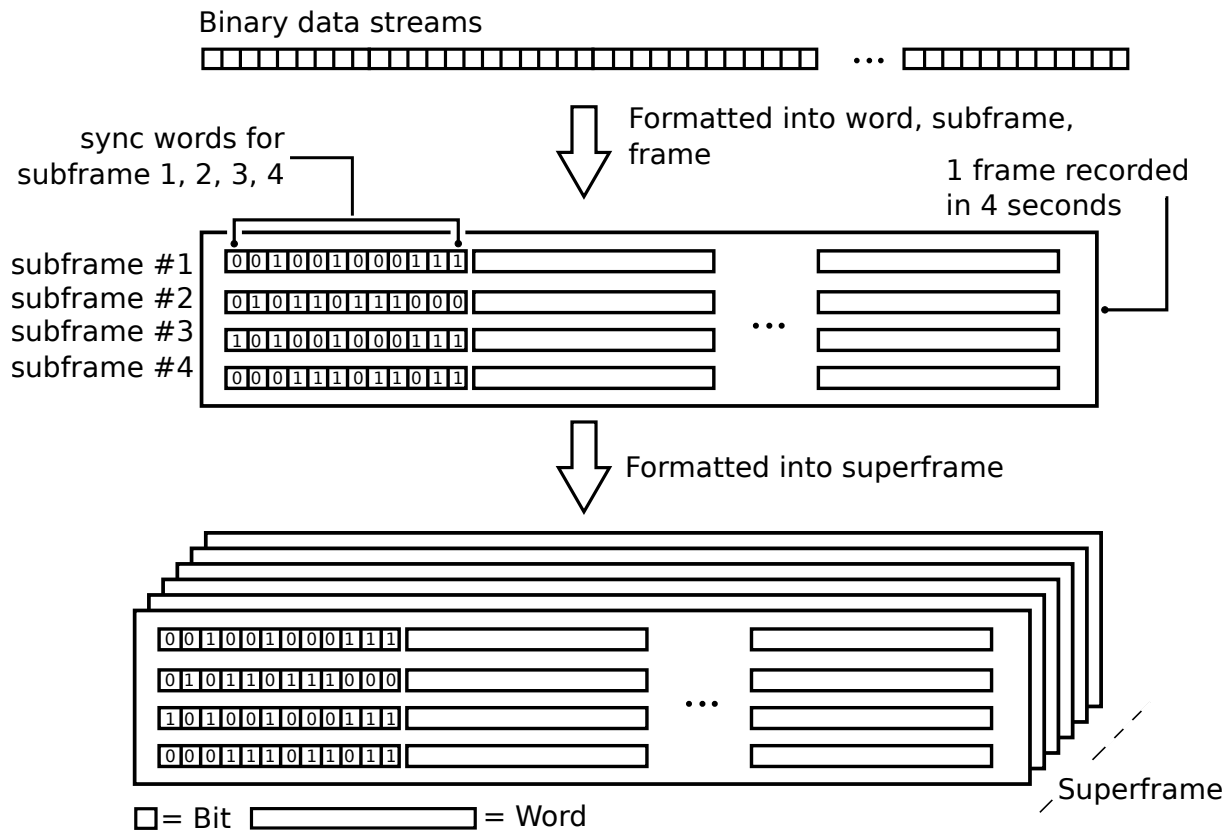 Binary data streams
...
Formatted into word, subframe,
frame
sync words for
subframe 1, 2, 3, 4
1 frame recorded
in 4 seconds
subframe #1 0 0 1 0 0 1 0 0 0 1 1 1
subframe #2 0 1 0 1 1 0 1 1 1 0 0 0
subframe #3 1 0 1 0 0 1 0 0 0 1 1 1
subframe #4 0 0 0 1 1 1 0 1 1 0 1 1
...
Formatted into superframe
0 0 1 0 0 1 0 0 0 1 1 1
0 1 0 1 1 0 1 1 1 0 0 0
1 0 1 0 0 1 0 0 0 1 1 1
0 0 0 1 1 1 0 1 1 0 1 1
...
Superframe
= Bit = Word